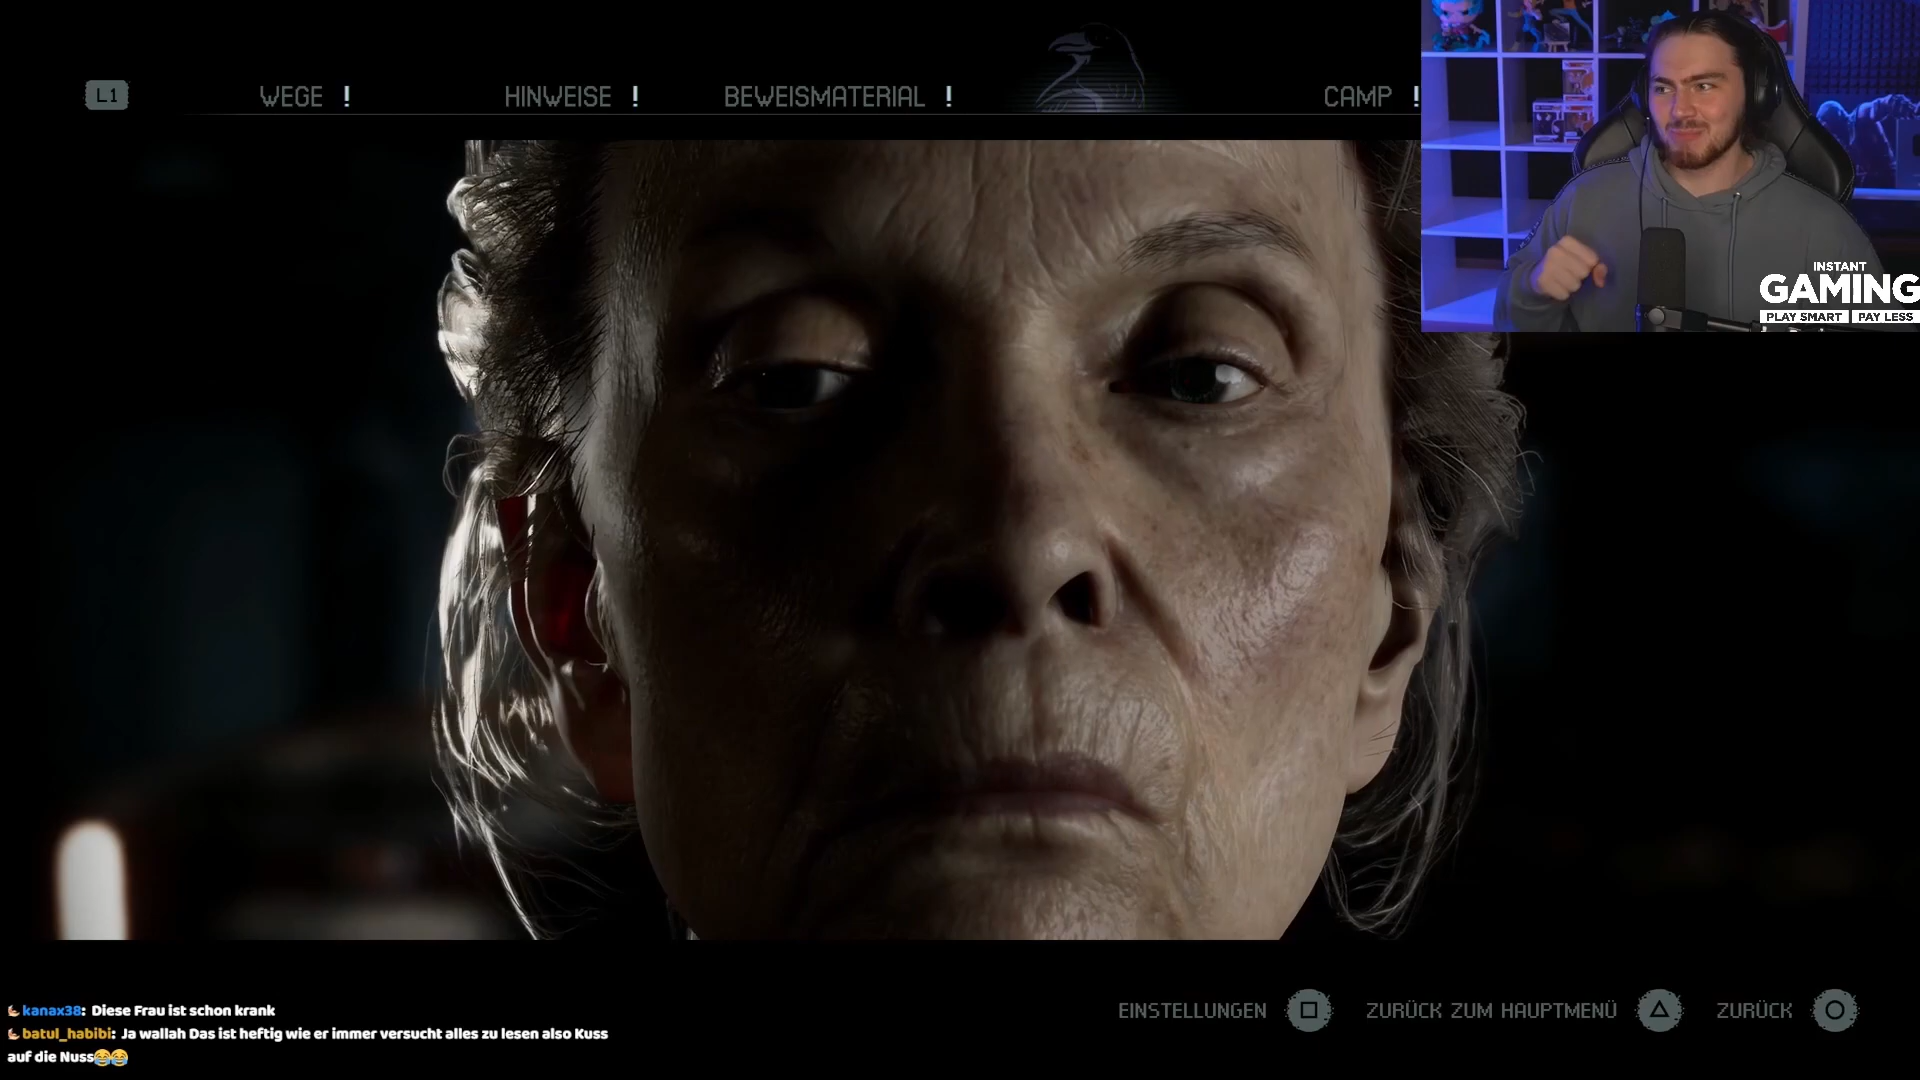 L1
WEGE !
HINWEISE !
BEWEISMATERIAL !
CAMP !
INSTANT
GAMING
PLAY SMART | PAY LESS
kanax38: Diese Frau ist schon krank
batul_habibi: Ja wallah Das ist heftig wie er immer versucht alles zu lesen also Kuss
auf die Nuss😂😂
EINSTELLUNGEN
ZURÜCK ZUM HAUPTMENÜ
ZURÜCK